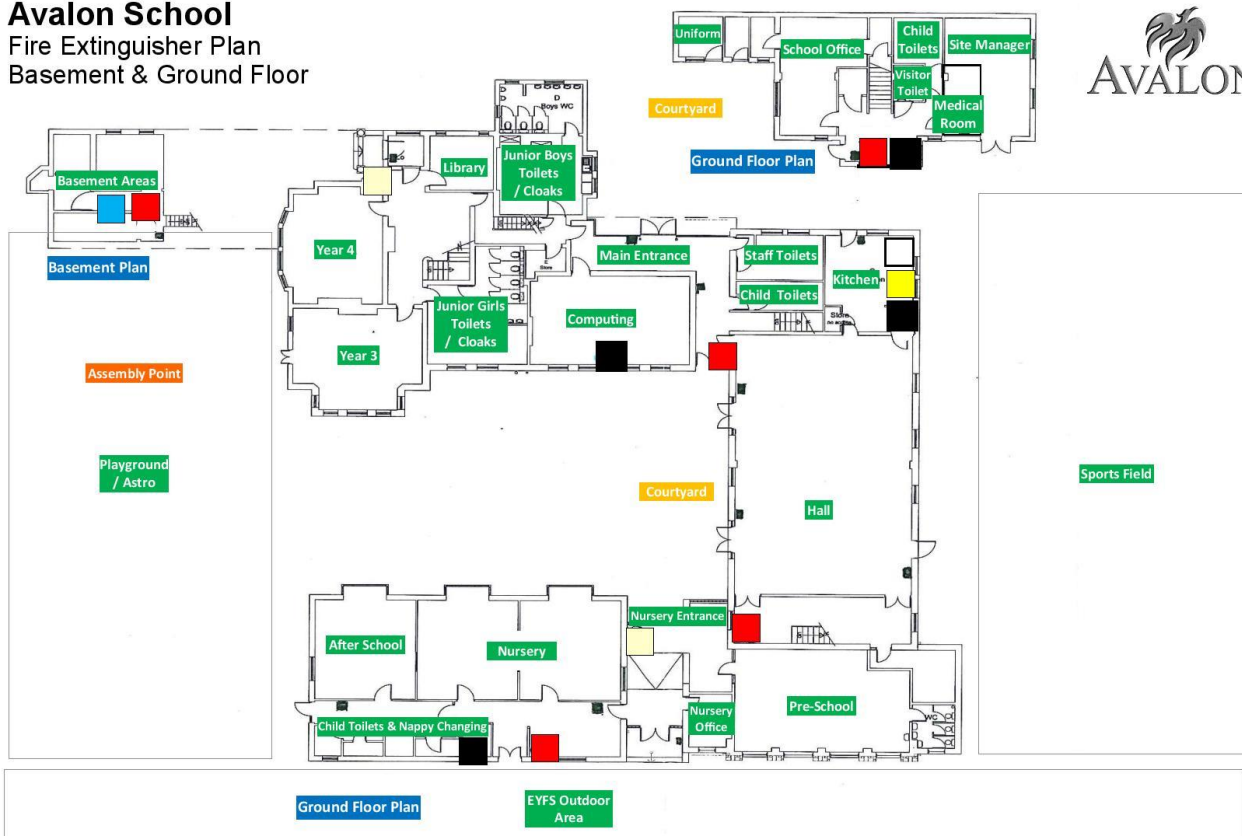 Avalon School
Fire Extinguisher Plan
Basement & Ground Floor
Uniform
School Office
Child
Toilets
Site Manager
Visitor
Toilet
Medical
Room
AVALON
Courtyard
Ground Floor Plan
D
Boys WC
Basement Areas
Library
Junior Boys
Toilets
/ Cloaks
Basement Plan
Year 4
Main Entrance
Staff Toilets
Kitchen
E
Store
Child Toilets
Junior Girls
Toilets
/ Cloaks
Computing
Store
no access
Year 3
Assembly Point
Playground
/ Astro
Courtyard
Hall
Sports Field
Nursery Entrance
After School
Nursery
Nursery
Office
Pre-School
WC
Child Toilets & Nappy Changing
Ground Floor Plan
EYFS Outdoor
Area